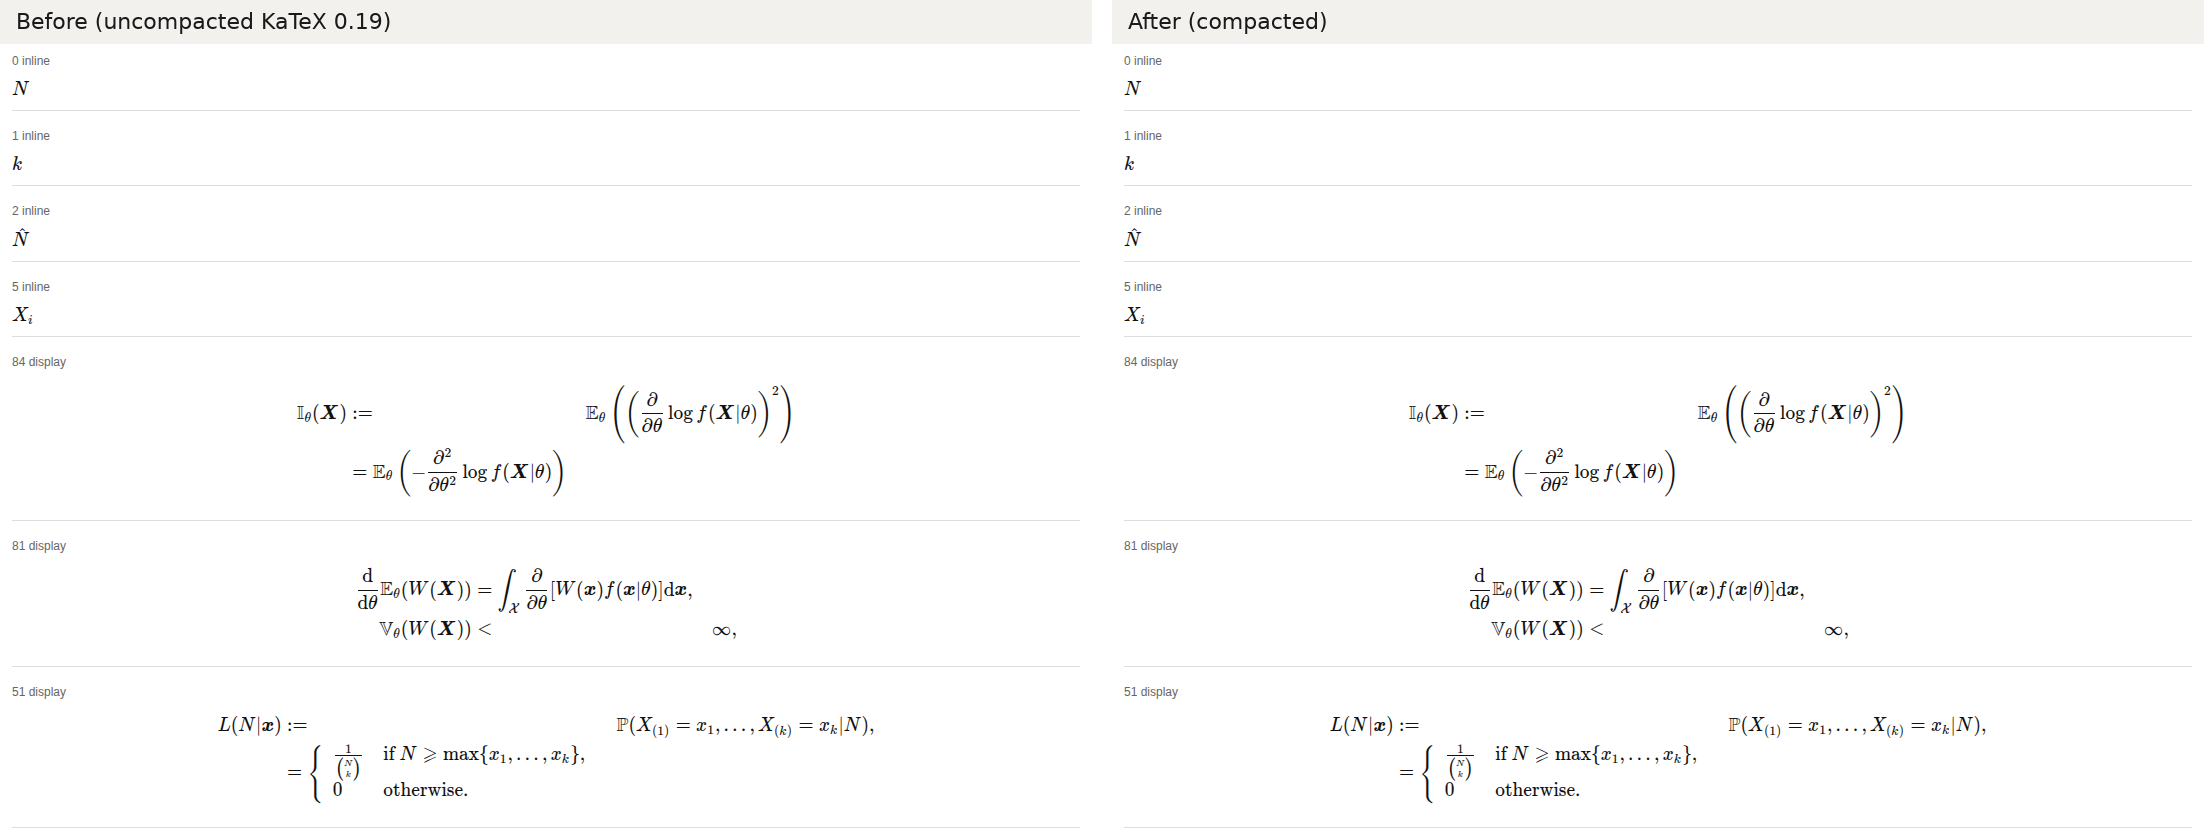 Before (uncompacted KaTeX 0.19)
0 inline
N
1 inline
k
2 inline
N̂
5 inline
Xᵢ
84 display
𝕀_θ(𝑿) := 𝔼_θ ((∂/∂θ log f(𝑿|θ))²)
= 𝔼_θ (−∂²/∂θ² log f(𝑿|θ))
81 display
d/dθ 𝔼_θ(W(𝑿)) = ∫_𝒳 ∂/∂θ [W(𝒙)f(𝒙|θ)]d𝒙,
𝕍_θ(W(𝑿)) < ∞,
51 display
L(N|𝒙) := ℙ(X₍₁₎ = x₁, . . . , X₍ₖ₎ = xₖ|N),
= { 1/(N k) if N ⩾ max{x₁, . . . , xₖ},
0 otherwise.
After (compacted)
0 inline
N
1 inline
k
2 inline
N̂
5 inline
Xᵢ
84 display
𝕀_θ(𝑿) := 𝔼_θ ((∂/∂θ log f(𝑿|θ))²)
= 𝔼_θ (−∂²/∂θ² log f(𝑿|θ))
81 display
d/dθ 𝔼_θ(W(𝑿)) = ∫_𝒳 ∂/∂θ [W(𝒙)f(𝒙|θ)]d𝒙,
𝕍_θ(W(𝑿)) < ∞,
51 display
L(N|𝒙) := ℙ(X₍₁₎ = x₁, . . . , X₍ₖ₎ = xₖ|N),
= { 1/(N k) if N ⩾ max{x₁, . . . , xₖ},
0 otherwise.